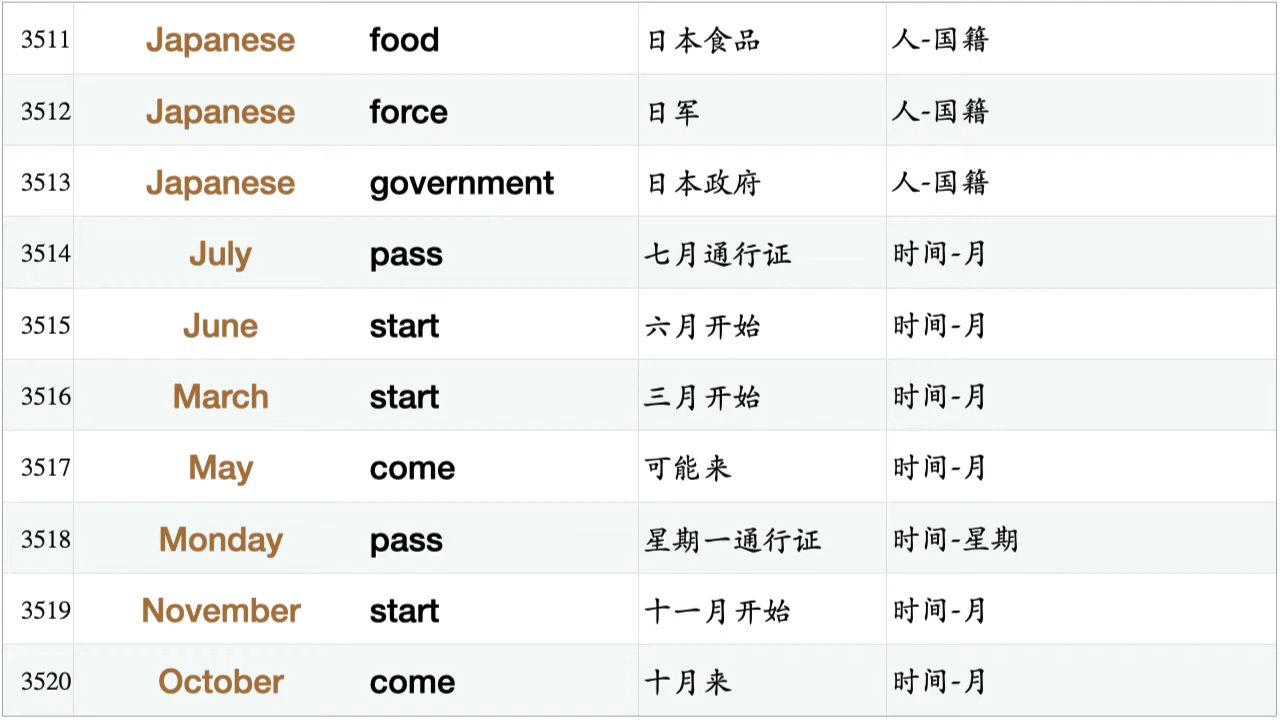 3511 Japanese food 日本食品 人-国籍
3512 Japanese force 日军 人-国籍
3513 Japanese government 日本政府 人-国籍
3514 July pass 七月通行证 时间-月
3515 June start 六月开始 时间-月
3516 March start 三月开始 时间-月
3517 May come 可能来 时间-月
3518 Monday pass 星期一通行证 时间-星期
3519 November start 十一月开始 时间-月
3520 October come 十月来 时间-月